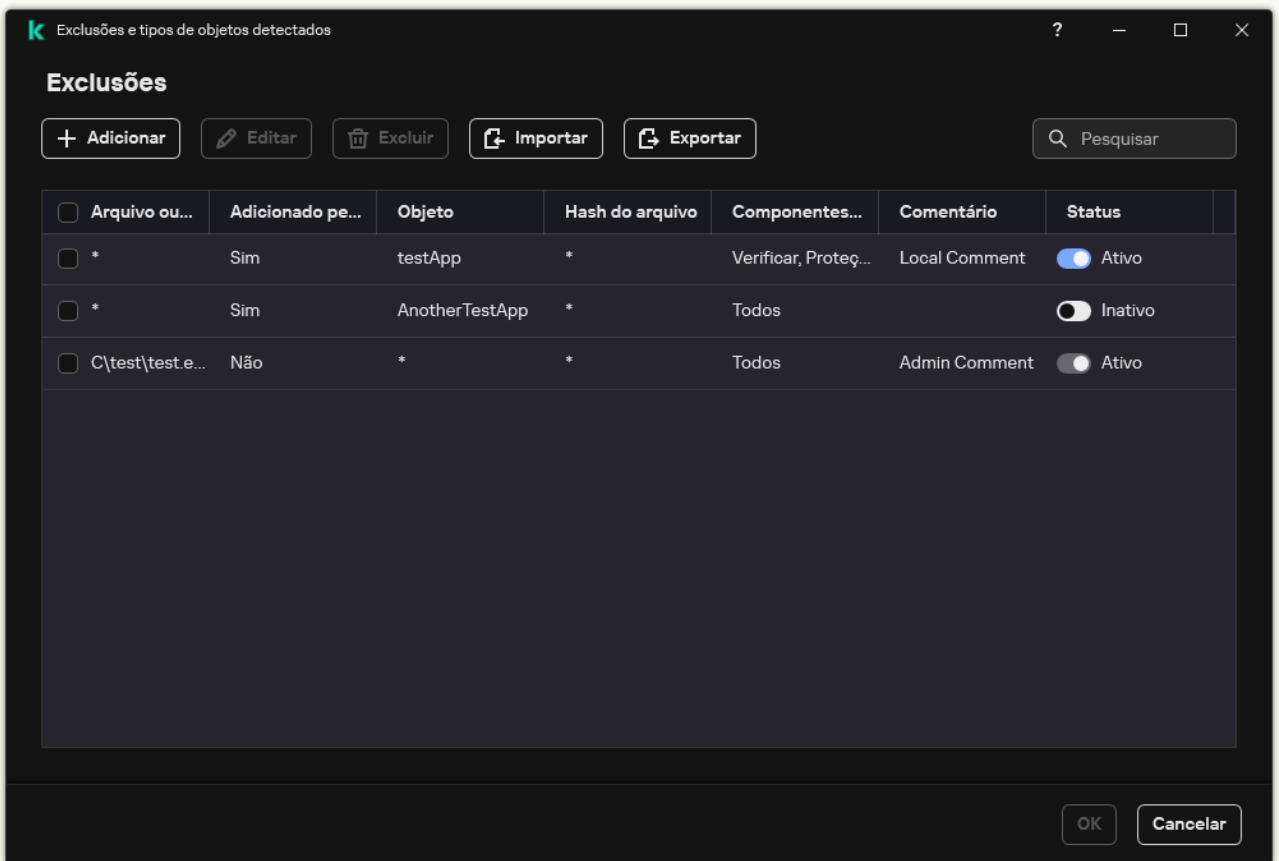 Exclusões e tipos de objetos detectados ?
Exclusões
Adicionar Editar Excluir Importar Exportar Pesquisar
Arquivo ou... Adicionado pe... Objeto Hash do arquivo Componentes... Comentário Status
* Sim testApp * Verificar, Proteç... Local Comment Ativo
* Sim AnotherTestApp * Todos Inativo
C\test\test.e... Não * * Todos Admin Comment Ativo
OK Cancelar